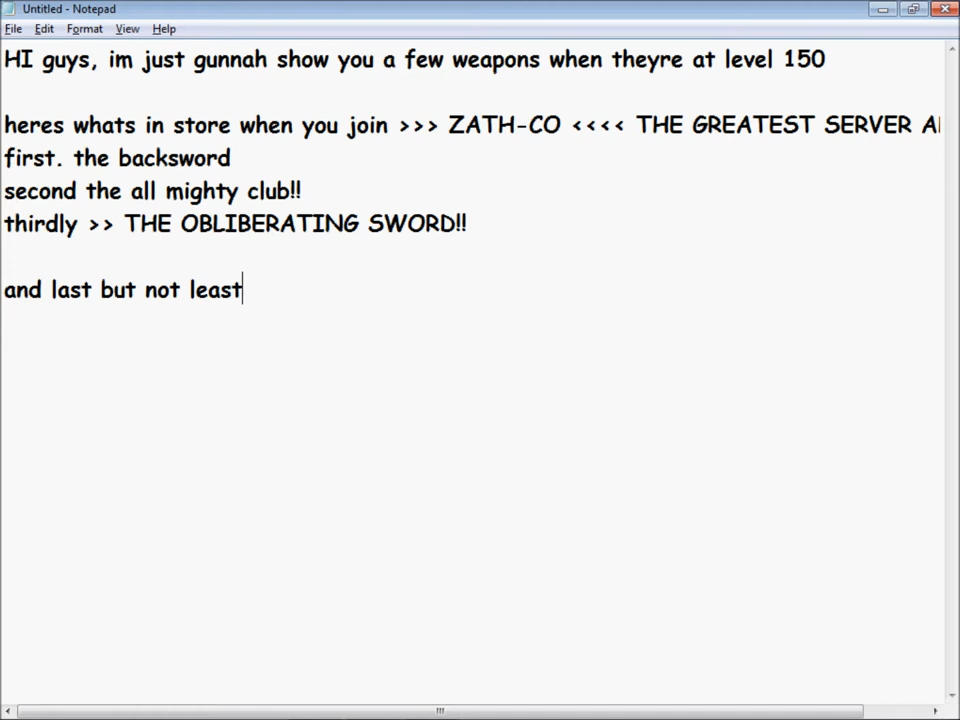 Untitled - Notepad
File Edit Format View Help
HI guys, im just gunnah show you a few weapons when theyre at level 150
heres whats in store when you join >>> ZATH-CO <<<< THE GREATEST SERVER
first. the backsword
second the all mighty club!!
thirdly >> THE OBLIBERATING SWORD!!
and last but not least